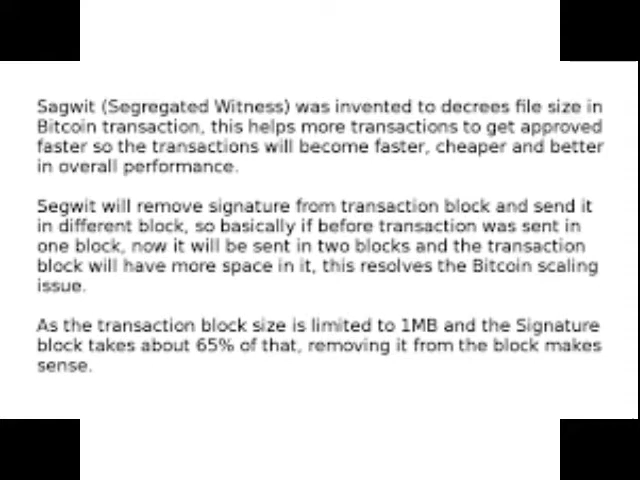 Sagwit (Segregated Witness) was invented to decrees file size in
Bitcoin transaction, this helps more transactions to get approved
faster so the transactions will become faster, cheaper and better
in overall performance.
Segwit will remove signature from transaction block and send it
in different block, so basically if before transaction was sent in
one block, now it will be sent in two blocks and the transaction
block will have more space in it, this resolves the Bitcoin scaling
issue.
As the transaction block size is limited to 1MB and the Signature
block takes about 65% of that, removing it from the block makes
sense.